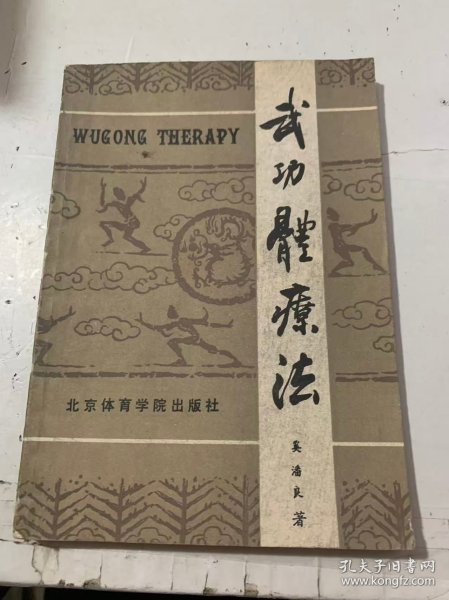 WUGONG THERAPY
武功體療法
奚潘良 著
北京体育学院出版社
孔夫子旧书网
www.kongfz.com